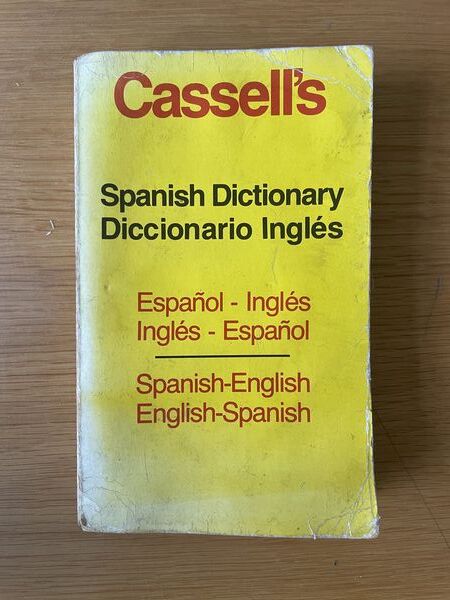 Cassell's
Spanish Dictionary
Diccionario Inglés
Español - Inglés
Inglés - Español
Spanish-English
English-Spanish